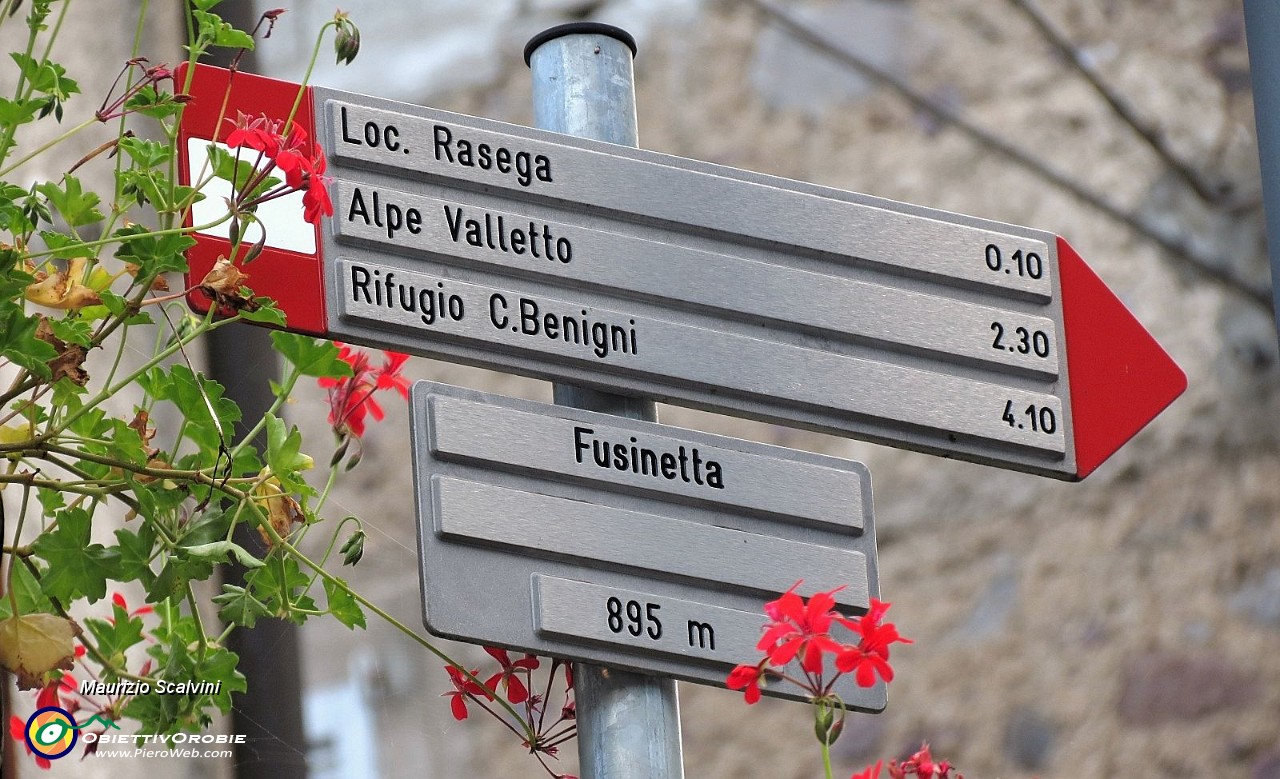 Loc. Rasega 0.10
Alpe Valletto 2.30
Rifugio C.Benigni 4.10
Fusinetta
895 m
Maurizio Scalvini
OBIETTIVOROBIE
www.PieroWeb.com